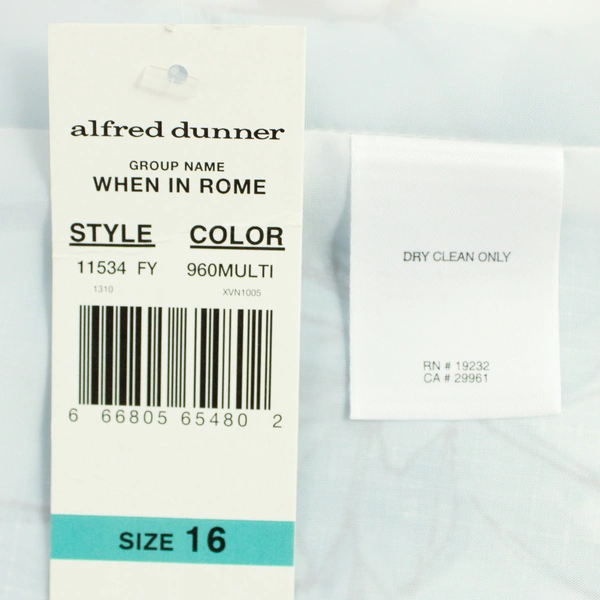 alfred dunner
GROUP NAME
WHEN IN ROME
STYLE COLOR
11534 FY 960MULTI
1310 XVN1005
6 66805 65480 2
SIZE 16
DRY CLEAN ONLY
RN # 19232
CA # 29961